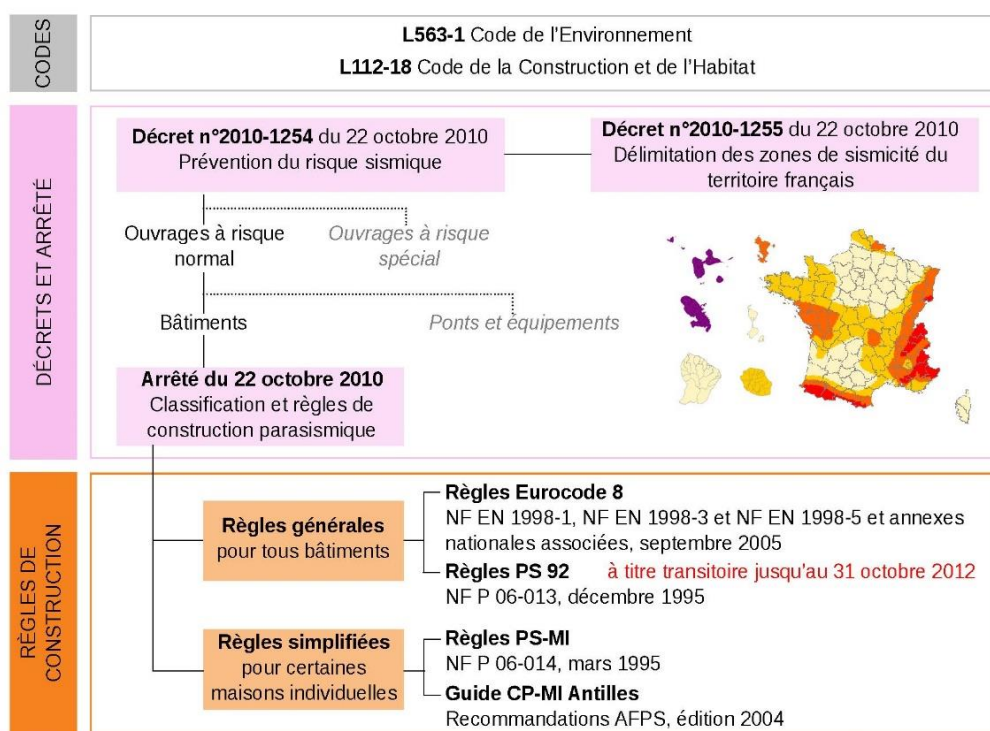 CODES
L563-1 Code de l'Environnement
L112-18 Code de la Construction et de l'Habitat
DÉCRETS ET ARRÊTÉ
Décret n°2010-1254 du 22 octobre 2010
Prévention du risque sismique
Décret n°2010-1255 du 22 octobre 2010
Délimitation des zones de sismicité du
territoire français
Ouvrages à risque
normal
Ouvrages à risque
spécial
Bâtiments
Ponts et équipements
Arrêté du 22 octobre 2010
Classification et règles de
construction parasismique
RÈGLES DE
CONSTRUCTION
Règles générales
pour tous bâtiments
Règles Eurocode 8
NF EN 1998-1, NF EN 1998-3 et NF EN 1998-5 et annexes
nationales associées, septembre 2005
Règles PS 92 à titre transitoire jusqu'au 31 octobre 2012
NF P 06-013, décembre 1995
Règles simplifiées
pour certaines
maisons individuelles
Règles PS-MI
NF P 06-014, mars 1995
Guide CP-MI Antilles
Recommandations AFPS, édition 2004